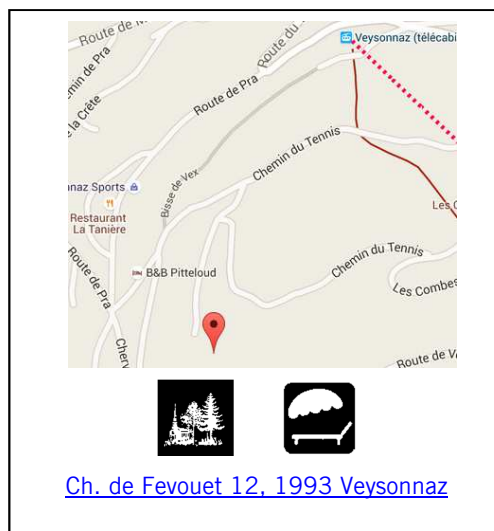 Route de
Route du
Veysonnaz (télécabi
min de Pra
e la Crête
Route de Pra
Chemin du Tennis
Bisse de Vex
naz Sports
Restaurant
La Tanière
Les C
Route de Pra
B&B Pitteloud
Chemin du Tennis
Les Combes
Cherv
Route de V
Ch. de Fevouet 12, 1993 Veysonnaz